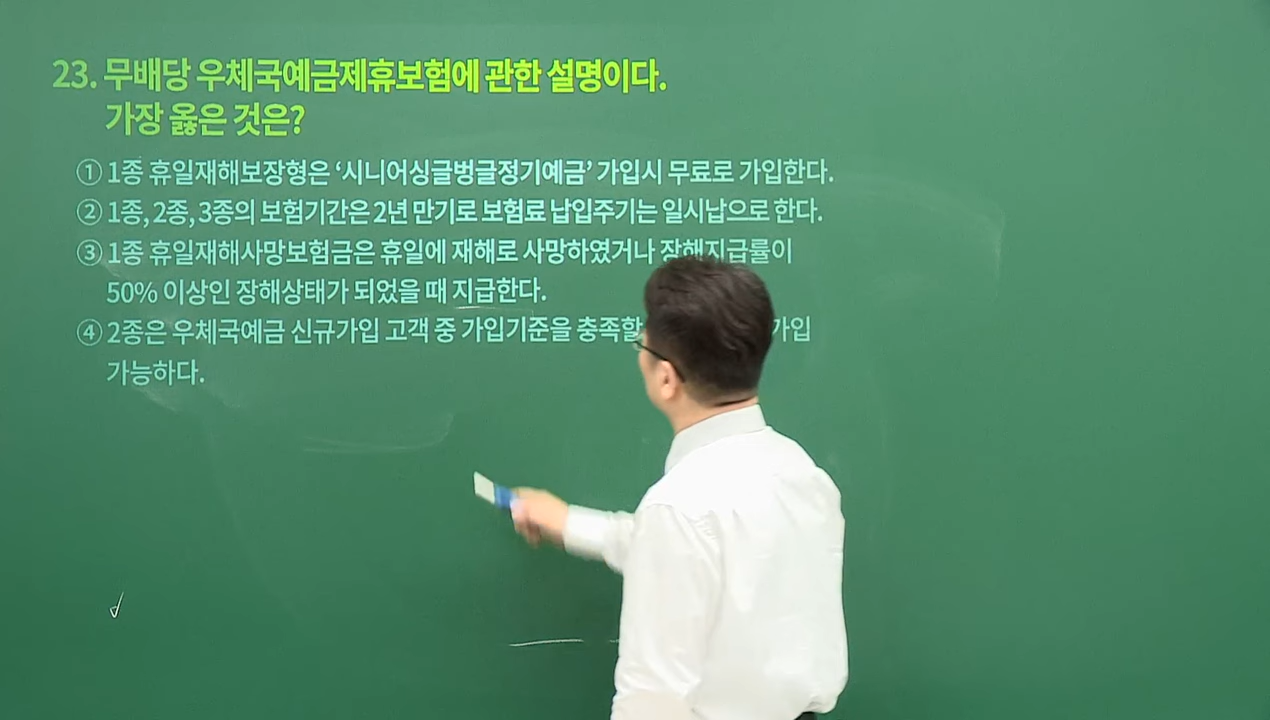 23. 무배당 우체국예금제휴보험에 관한 설명이다.
가장 옳은 것은?
① 1종 휴일재해보장형은 ‘시니어싱글벙글정기예금’ 가입시 무료로 가입한다.
② 1종, 2종, 3종의 보험기간은 2년 만기로 보험료 납입주기는 일시납으로 한다.
③ 1종 휴일재해사망보험금은 휴일에 재해로 사망하였거나 장해지급률이
50% 이상인 장해상태가 되었을 때 지급한다.
④ 2종은 우체국예금 신규가입 고객 중 가입기준을 충족할 가입
가능하다.